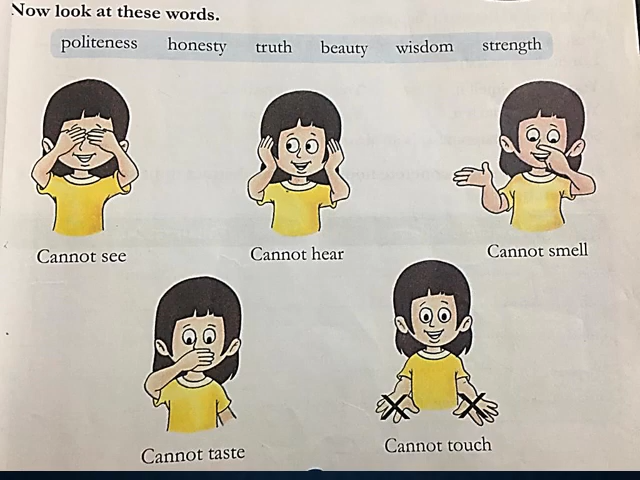 Now look at these words.
politeness honesty truth beauty wisdom strength
Cannot see
Cannot hear
Cannot smell
Cannot taste
Cannot touch